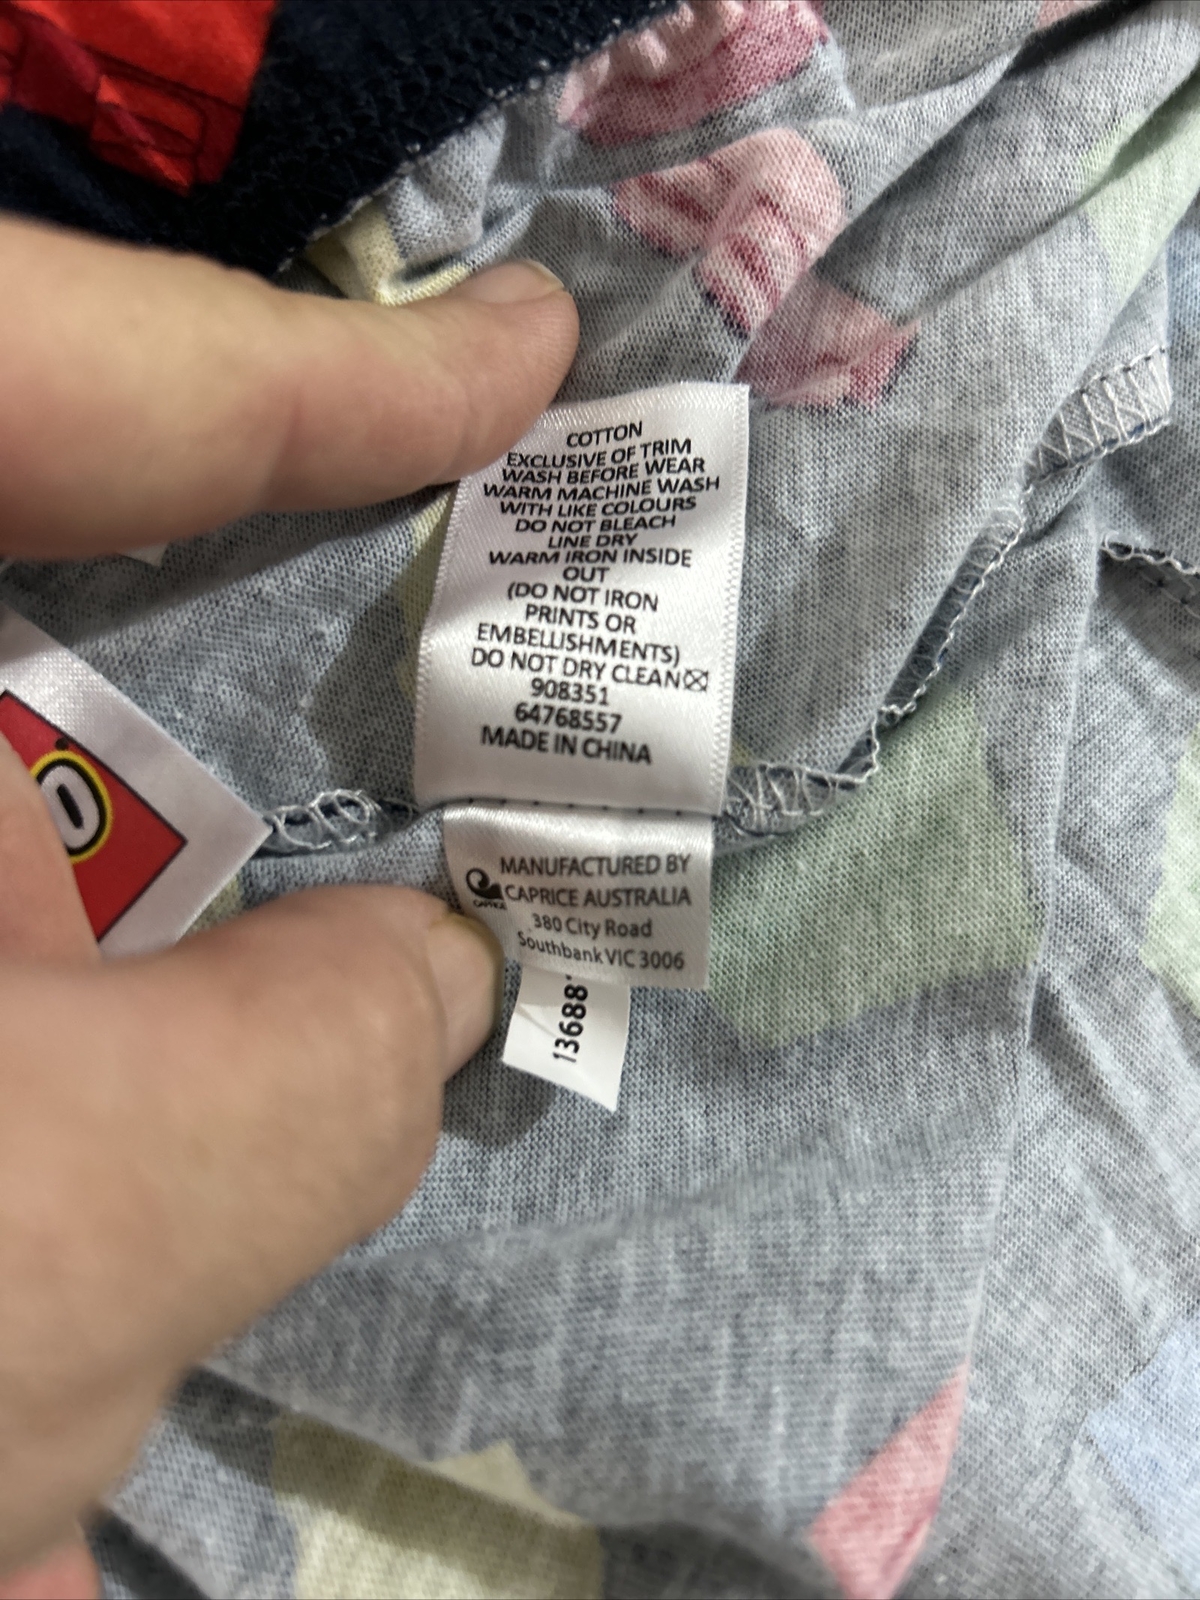 COTTON
EXCLUSIVE OF TRIM
WASH BEFORE WEAR
WARM MACHINE WASH
WITH LIKE COLOURS
DO NOT BLEACH
LINE DRY
WARM IRON INSIDE
OUT
(DO NOT IRON
PRINTS OR
EMBELLISHMENTS)
DO NOT DRY CLEAN
908351
64768557
MADE IN CHINA
MANUFACTURED BY
CAPRICE AUSTRALIA
CAPRICE
380 City Road
Southbank VIC 3006